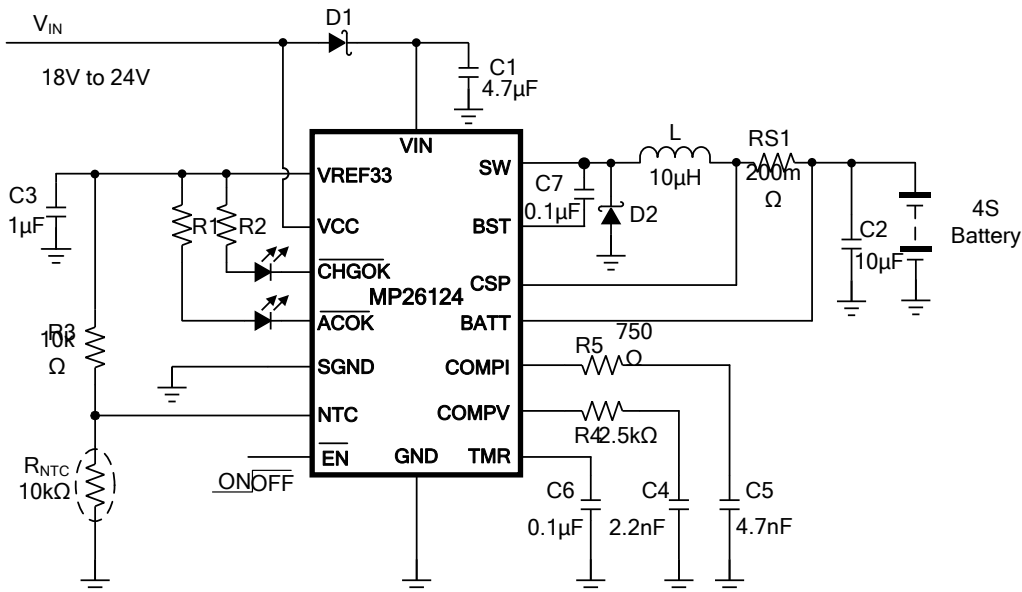 D1
VIN
18V to 24V
C1
4.7µF
VIN
L
RS1
VREF33
SW
10µH
200m
Ω
C3
1µF
C7
0.1µF
R1
R2
VCC
BST
D2
C2
10µF
4S
Battery
CHGOK
CSP
MP26124
ACOK
BATT
R3
10k
Ω
750
Ω
SGND
COMPI
R5
NTC
COMPV
R4
2.5kΩ
RNTC
10kΩ
EN
GND
TMR
ON
OFF
C6
0.1µF
C4
2.2nF
C5
4.7nF